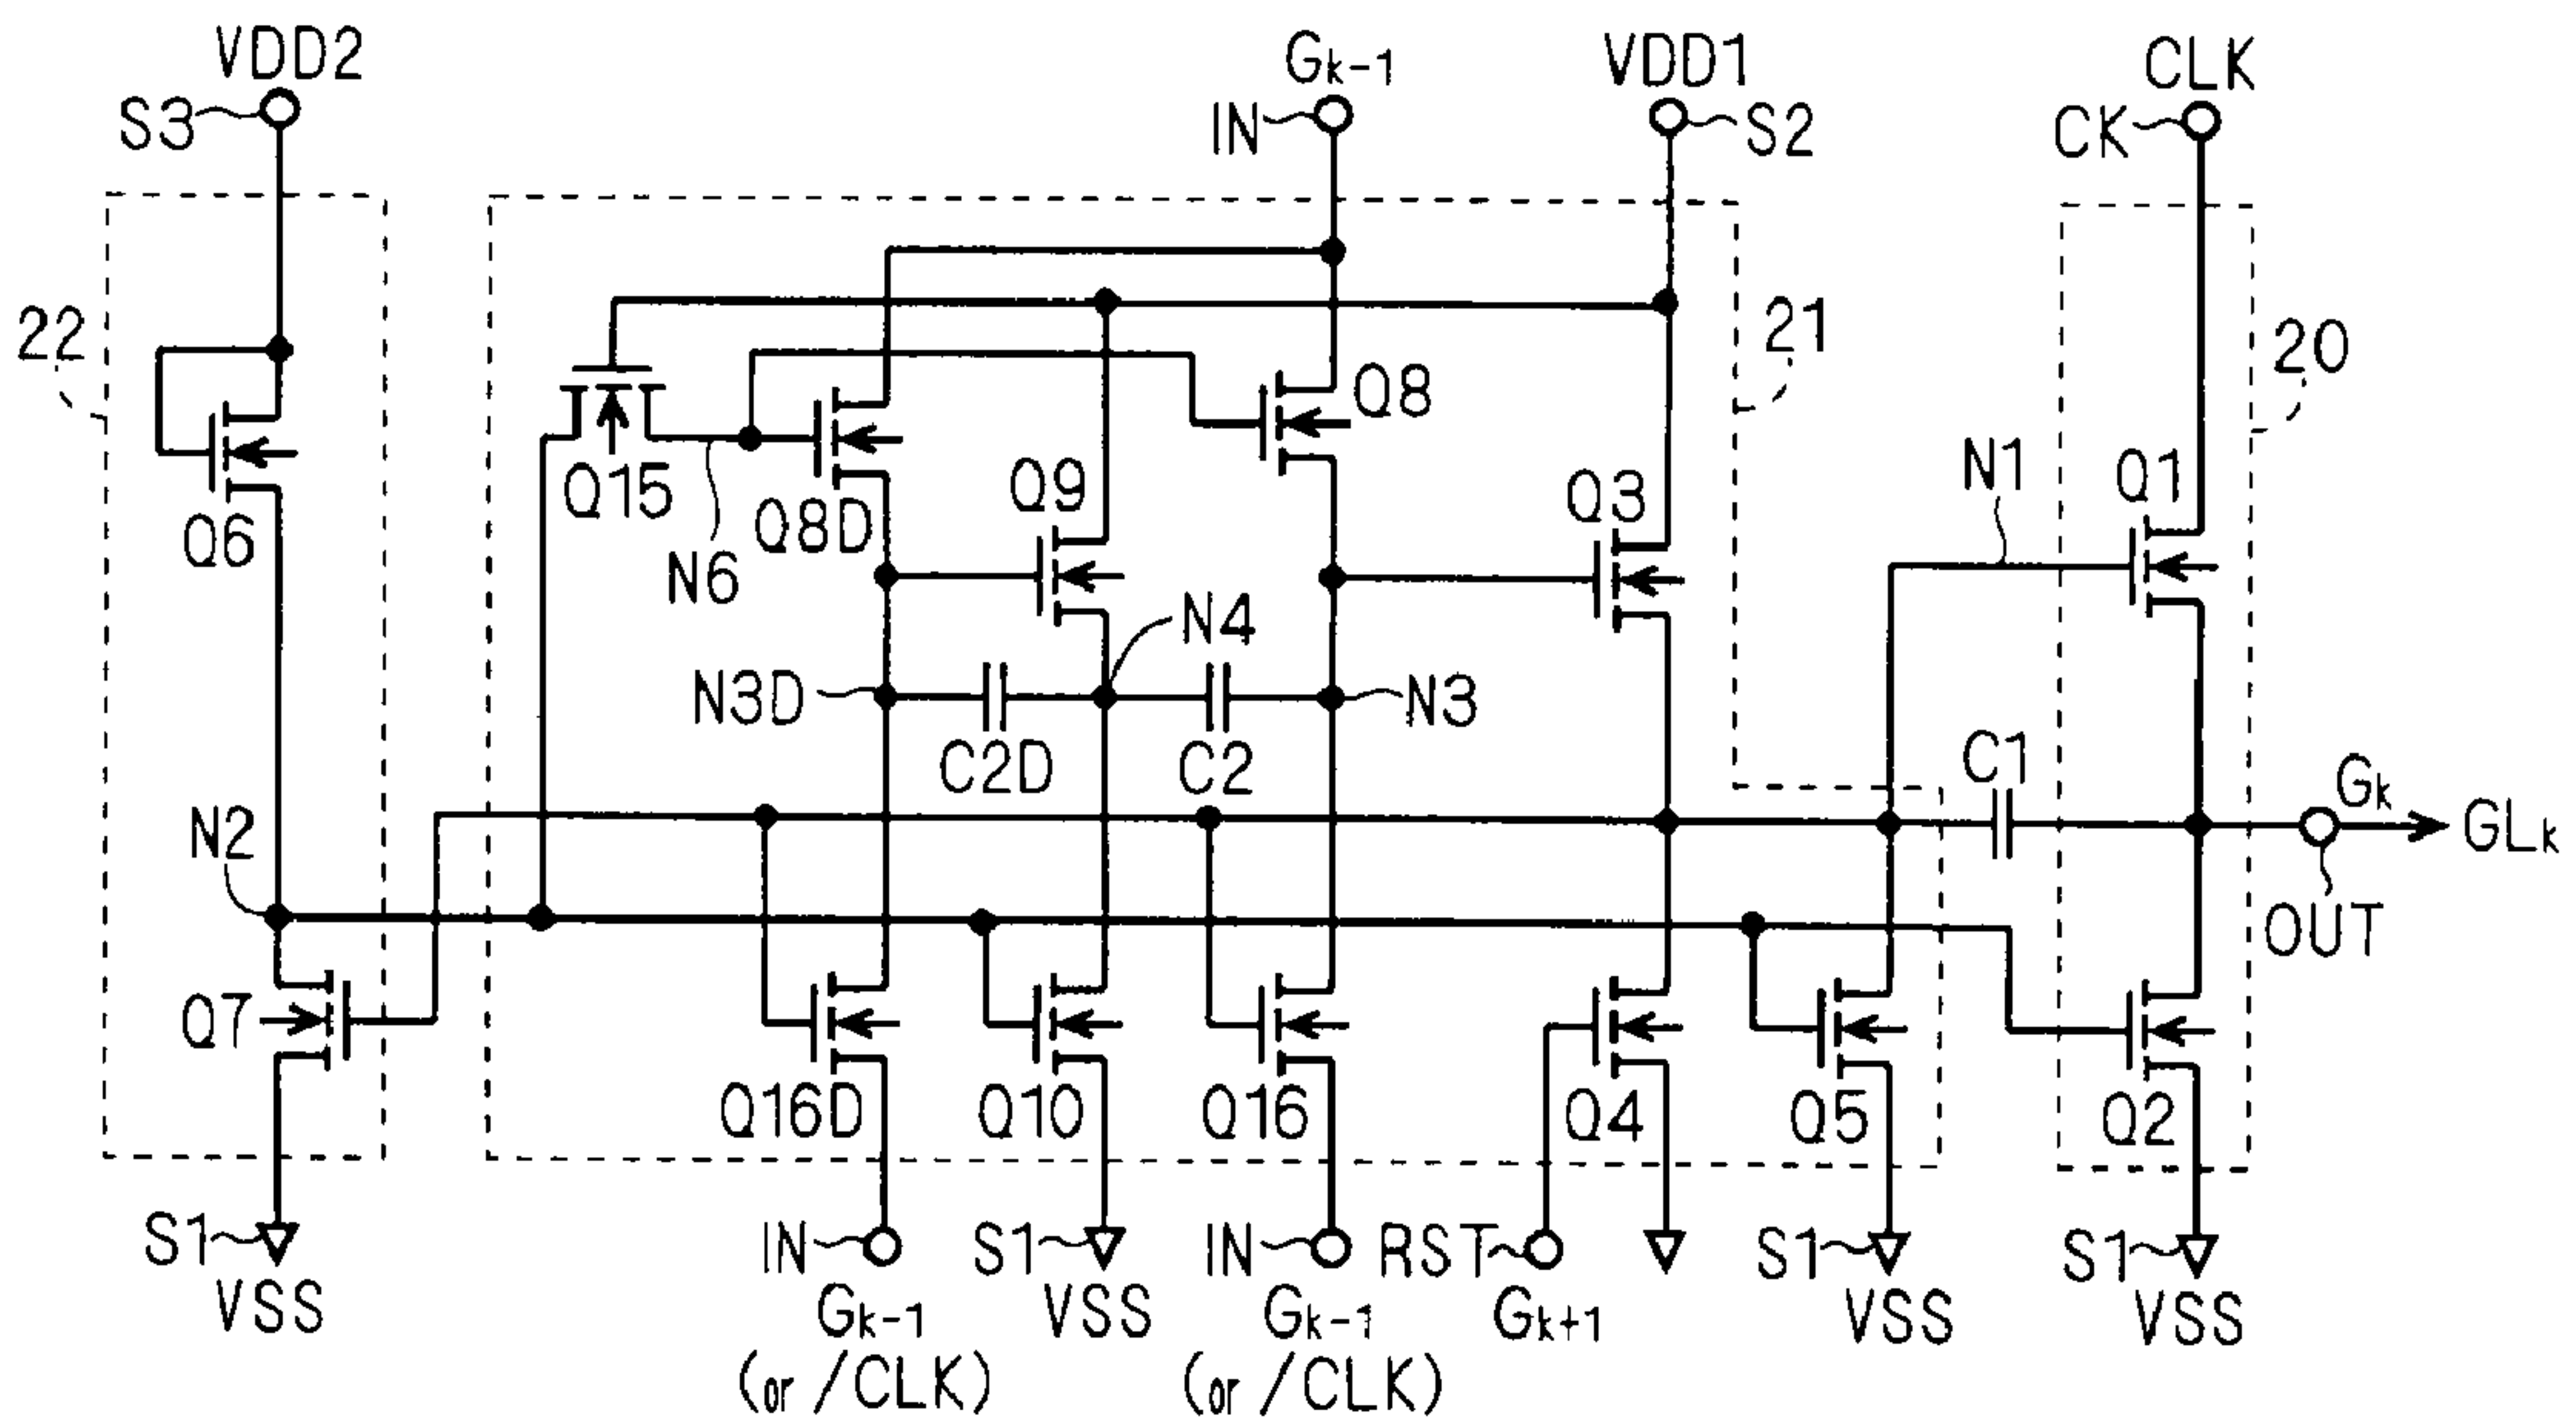 VDD2
S3
Gk-1
IN
VDD1
S2
CLK
CK
22
21
20
Q15
Q8D
Q8
Q9
Q3
N1
Q1
Q6
N6
N4
N3D
N3
C2D
C2
C1
Gk
GLk
N2
OUT
Q7
Q16D
Q10
Q16
Q4
Q5
Q2
S1
VSS
IN
Gk-1
(or /CLK)
S1
VSS
IN
Gk-1
(or /CLK)
RST
Gk+1
S1
VSS
S1
VSS